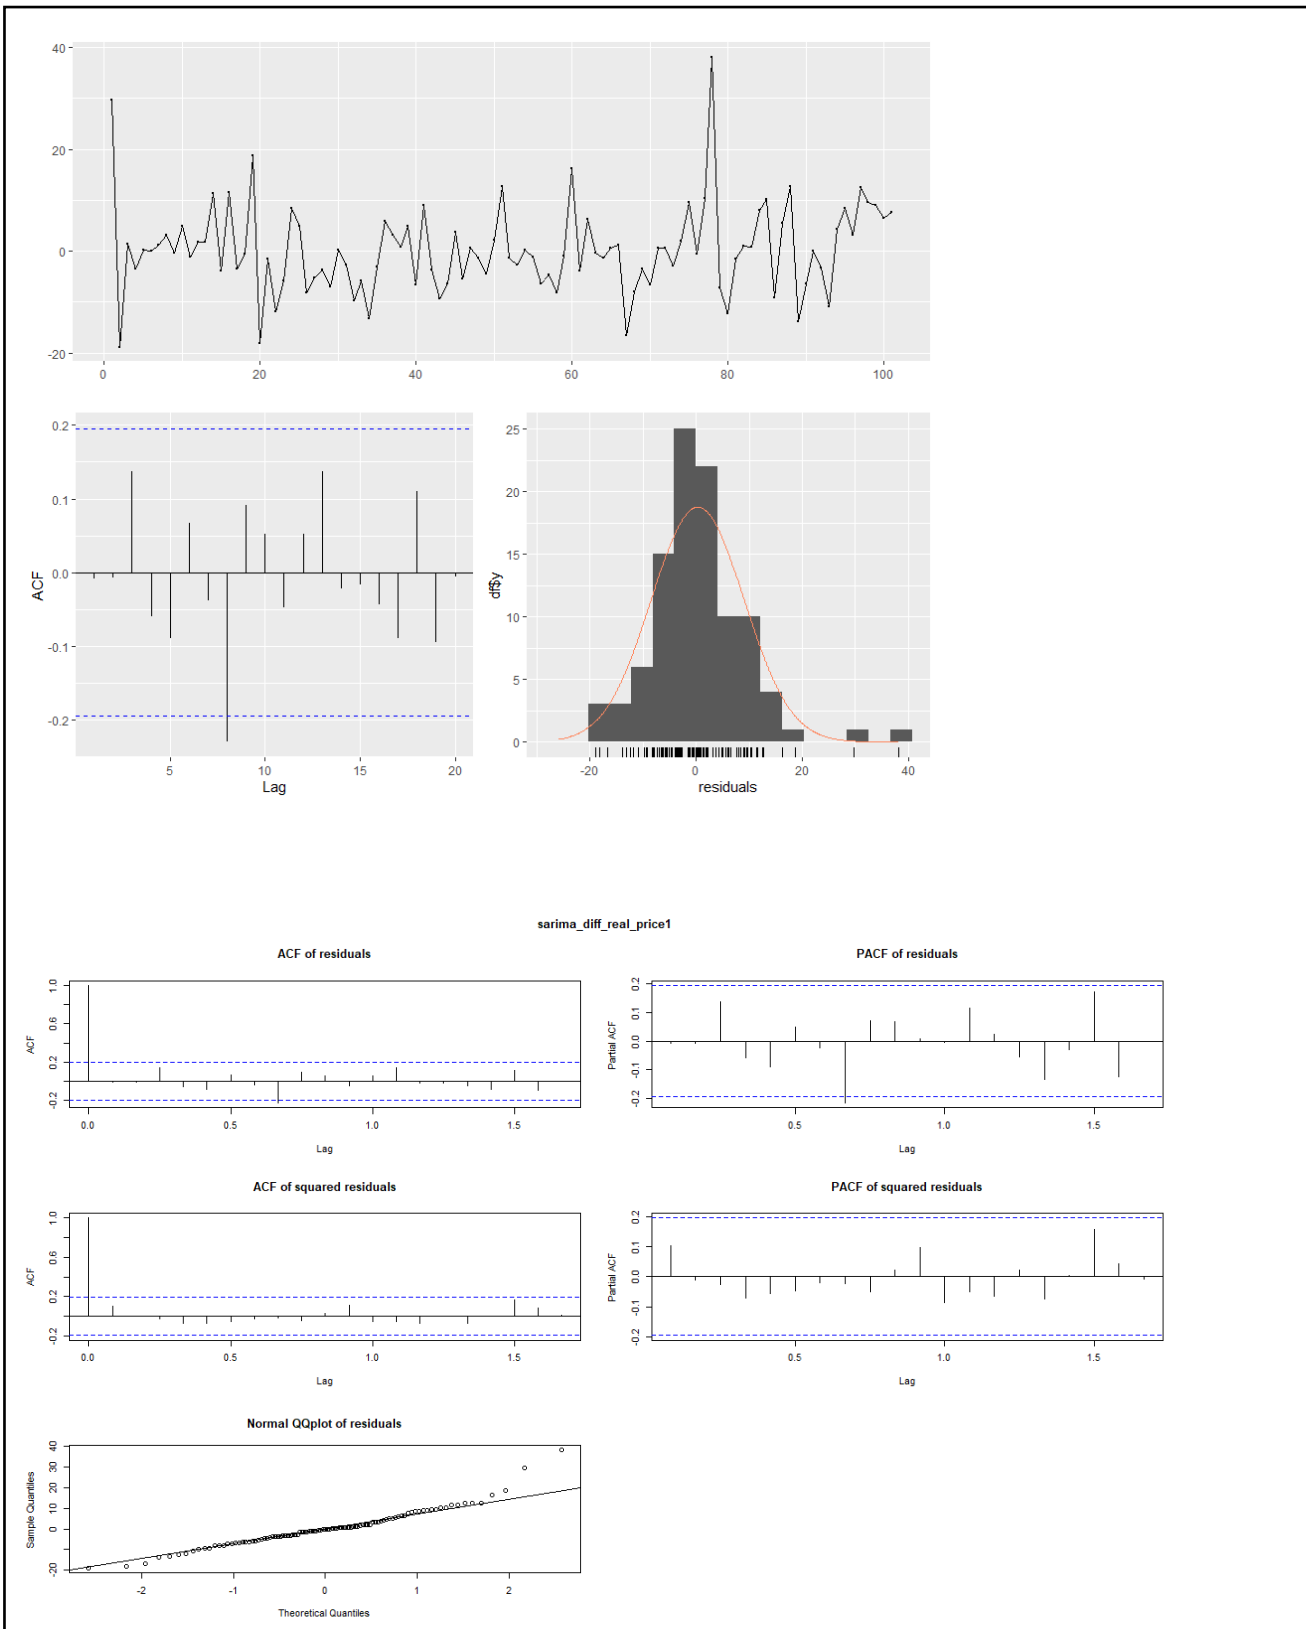 40
20
0
-20
0 20 40 60 80 100
0.2
0.1
0.0
-0.1
-0.2
ACF
5 10 15 20
Lag
25
20
15
10
5
0
df$y
-20 0 20 40
residuals
sarima_diff_real_price1
ACF of residuals
1.0
0.6
0.2
-0.2
ACF
0.0 0.5 1.0 1.5
Lag
PACF of residuals
0.2
0.1
0.0
-0.1
-0.2
Partial ACF
0.5 1.0 1.5
Lag
ACF of squared residuals
1.0
0.6
0.2
-0.2
ACF
0.0 0.5 1.0 1.5
Lag
PACF of squared residuals
0.2
0.1
0.0
-0.1
-0.2
Partial ACF
0.5 1.0 1.5
Lag
Normal QQplot of residuals
40
30
20
10
0
-20
Sample Quantiles
-2 -1 0 1 2
Theoretical Quantiles